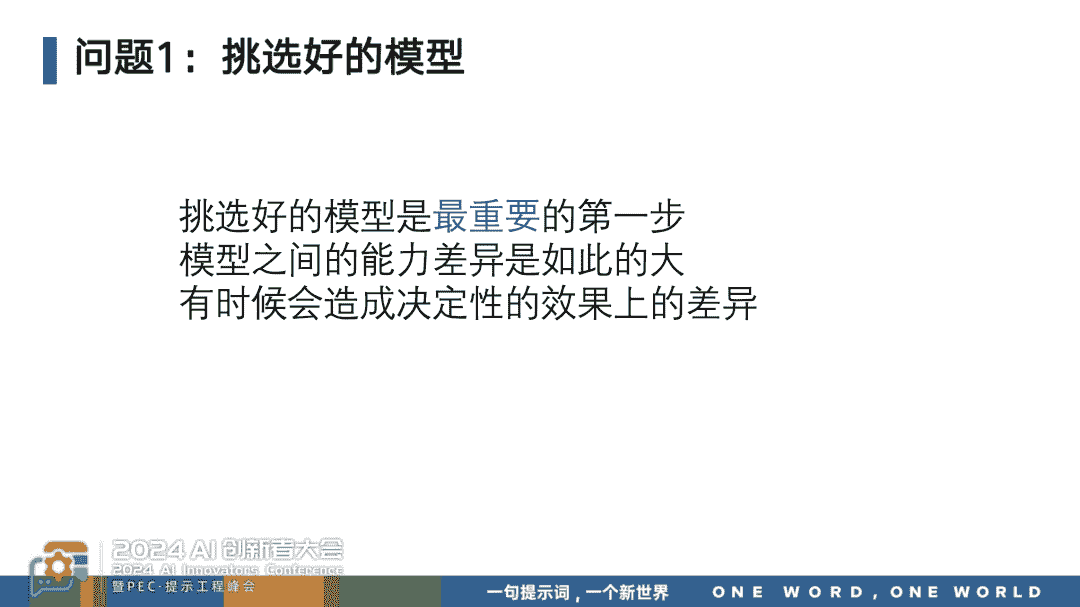 问题1：挑选好的模型
挑选好的模型是最重要的第一步
模型之间的能力差异是如此的大
有时候会造成决定性的效果上的差异
2024 AI 创新者大会
2024 AI Innovators Conference
暨PEC·提示工程峰会
一句提示词，一个新世界
ONE WORD, ONE WORLD